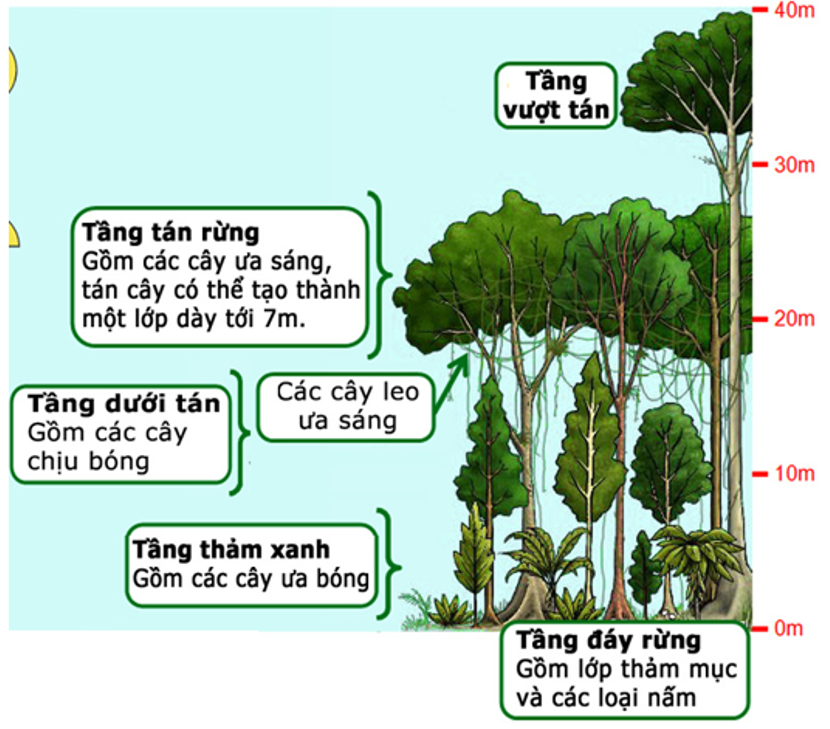 40m
Tầng
vượt tán
30m
Tầng tán rừng
Gồm các cây ưa sáng,
tán cây có thể tạo thành
một lớp dày tới 7m.
20m
Các cây leo
ưa sáng
Tầng dưới tán
Gồm các cây
chịu bóng
10m
Tầng thảm xanh
Gồm các cây ưa bóng
0m
Tầng đáy rừng
Gồm lớp thảm mục
và các loại nấm